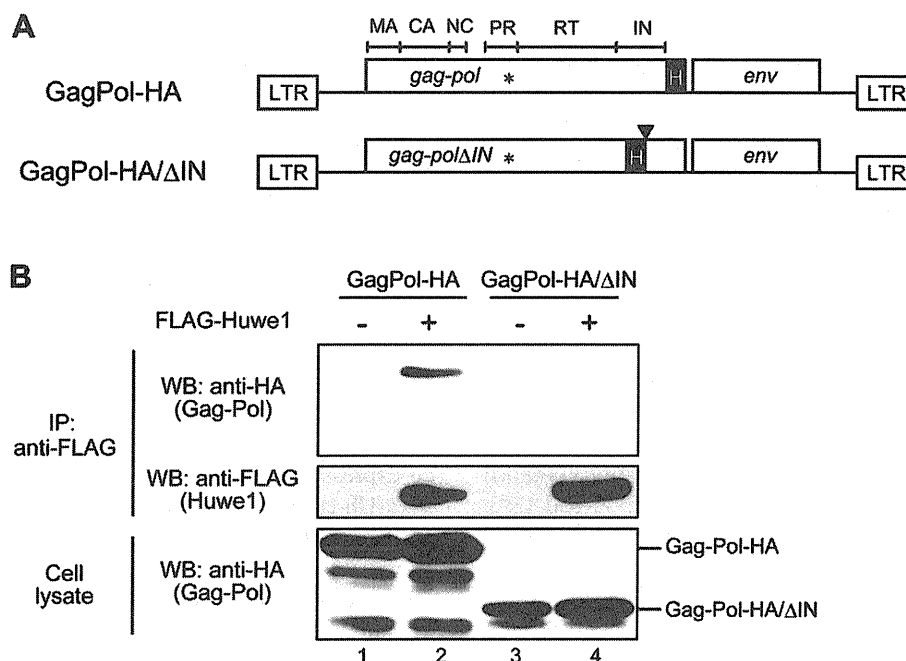 A
MA CA NC PR RT IN
GagPol-HA LTR gag-pol * H env LTR
GagPol-HA/ΔIN LTR gag-polΔIN * H env LTR
B
GagPol-HA GagPol-HA/ΔIN
FLAG-Huwe1 - + - +
IP:
anti-FLAG
WB: anti-HA
(Gag-Pol)
WB: anti-FLAG
(Huwe1)
Cell
lysate
WB: anti-HA
(Gag-Pol)
Gag-Pol-HA
Gag-Pol-HA/ΔIN
1 2 3 4